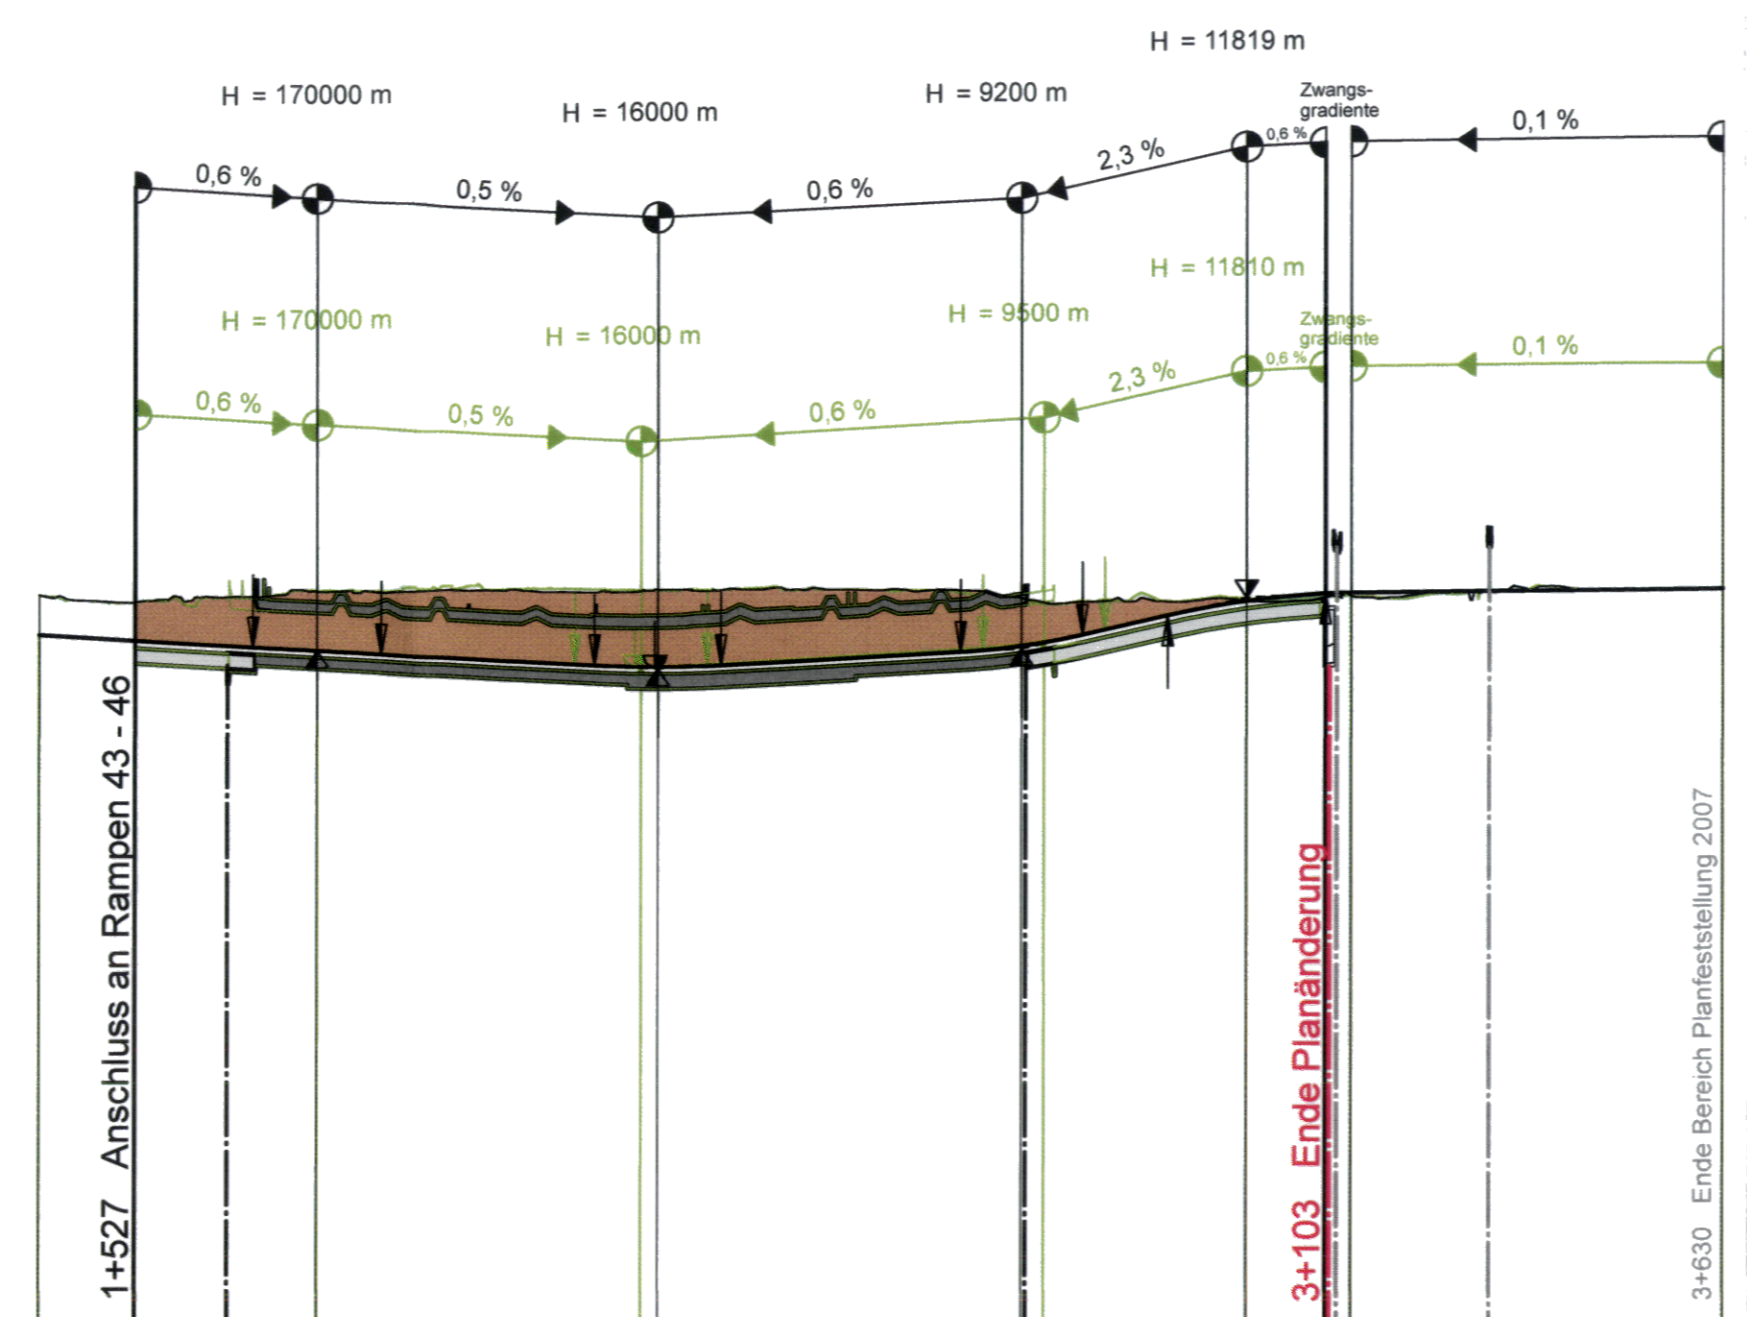 H = 11819 m
H = 170000 m
H = 16000 m
H = 9200 m
Zwangs-
gradiente
0,6 %
0,5 %
0,6 %
2,3 %
0,6 %
0,1 %
H = 11810 m
H = 170000 m
H = 16000 m
H = 9500 m
Zwangs-
gradiente
0,6 %
0,5 %
0,6 %
2,3 %
0,6 %
0,1 %
1+527 Anschluss an Rampen 43 - 46
3+103 Ende Planänderung
3+630 Ende Bereich Planfeststellung 2007